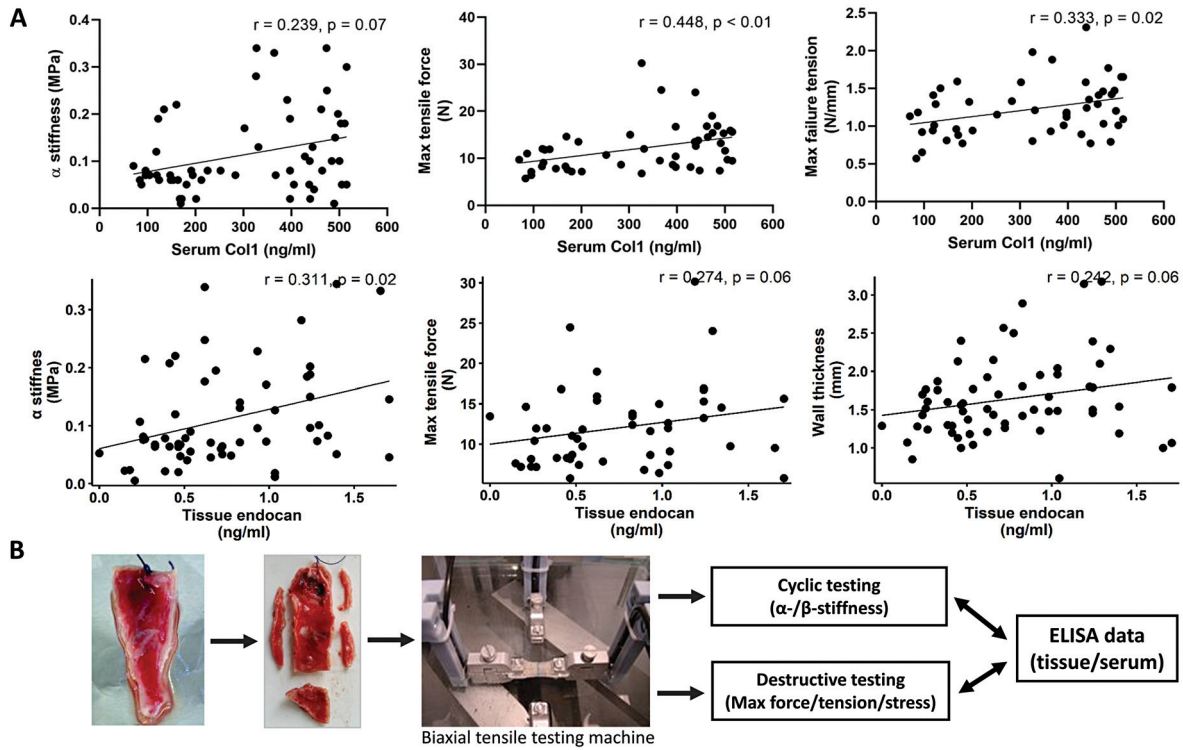 A
r = 0.239, p = 0.07
α stiffness (MPa)
0.4
0.3
0.2
0.1
0.0
0
100
200
300
400
500
600
Serum Col1 (ng/ml)
r = 0.448, p < 0.01
Max tensile force
(N)
40
30
20
10
0
0
100
200
300
400
500
600
Serum Col1 (ng/ml)
r = 0.333, p = 0.02
Max failure tension
(N/mm)
2.5
2.0
1.5
1.0
0.5
0.0
0
100
200
300
400
500
600
Serum Col1 (ng/ml)
r = 0.311, p = 0.02
α stiffnes
(MPa)
0.3
0.2
0.1
0.0
0.0
0.5
1.0
1.5
Tissue endocan
(ng/ml)
r = 0.274, p = 0.06
Max tensile force
(N)
30
25
20
15
10
0.0
0.5
1.0
1.5
Tissue endocan
(ng/ml)
r = 0.242, p = 0.06
Wall thickness
(mm)
3.0
2.5
2.0
1.5
1.0
0.0
0.5
1.0
1.5
Tissue endocan
(ng/ml)
B
Biaxial tensile testing machine
Cyclic testing
(α-/β-stiffness)
Destructive testing
(Max force/tension/stress)
ELISA data
(tissue/serum)